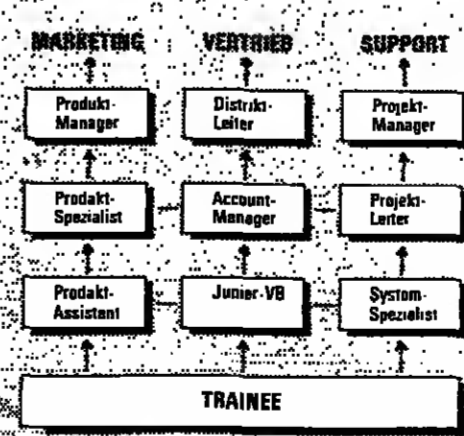 MARKETING VERTRIEB SUPPORT
Produkt-
Manager
Distrikt-
Leiter
Projekt-
Manager
Produkt-
Spezialist
Account-
Manager
Projekt-
Leiter
Produkt-
Assistent
Junior-VB
System-
Spezialist
TRAINEE